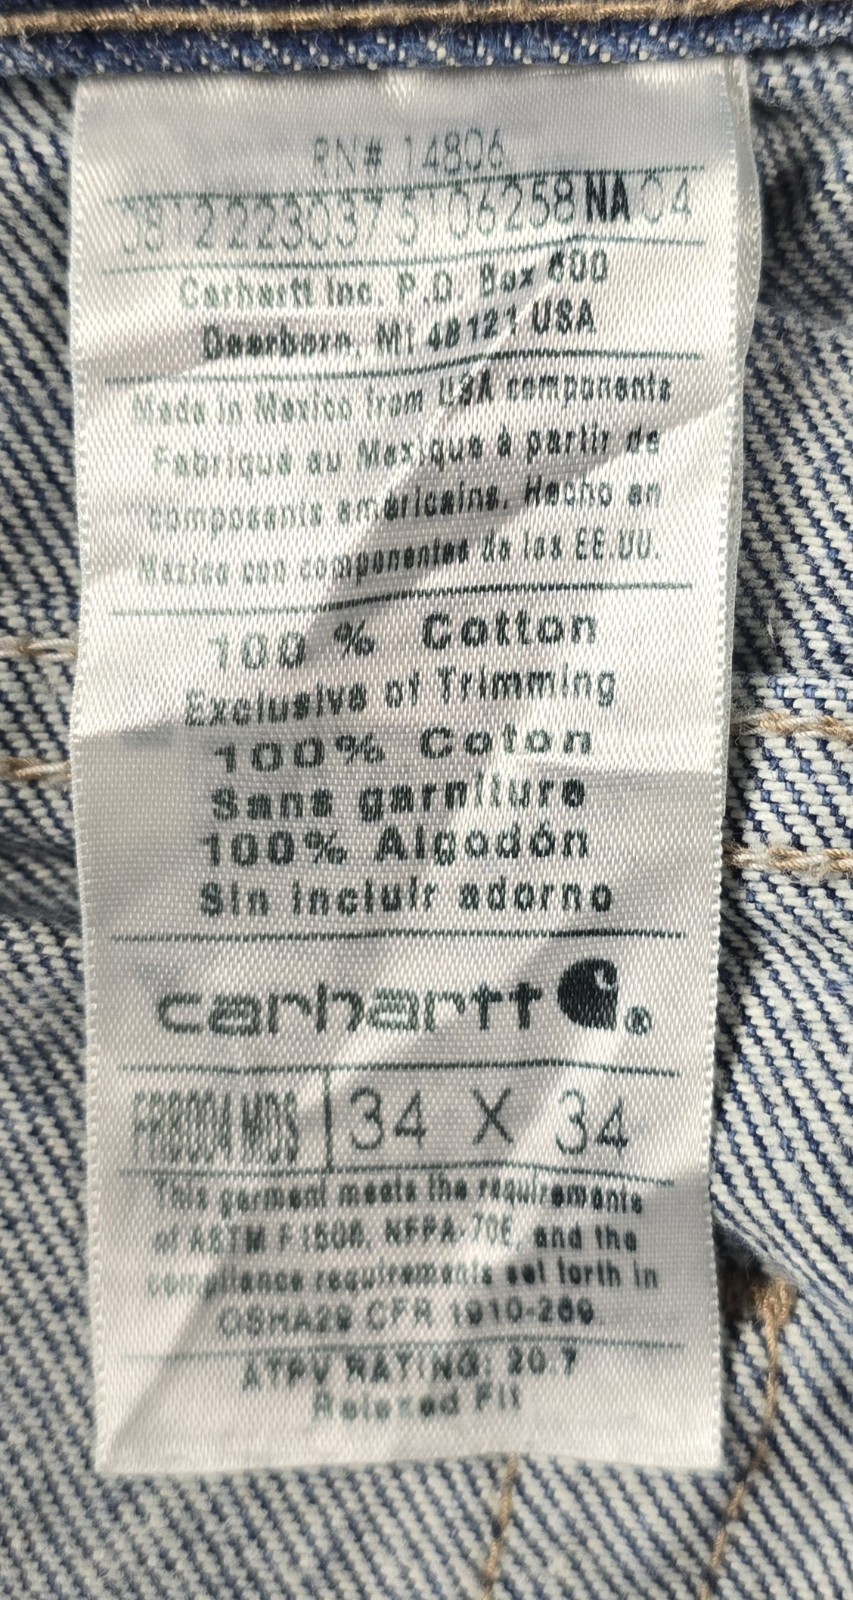 RN# 14806
0812223037 5106258 NA 04
Carhartt Inc. P.O. Box 600
Dearborn, MI 48121 USA
Made in Mexico from USA components
Fabriqué au Mexique à partir de
composants americains. Hecho en
Mexico con componentes de los EE.UU.
100 % Cotton
Exclusive of Trimming
100% Coton
Sans garniture
100% Algodón
Sin incluir adorno
carhartt ®
FRB004 MDS 34 X 34
This garment meets the requirements
of ASTM F1506, NFPA-70E, and the
compliance requirements set forth in
OSHA29 CFR 1910-269.
ATPV RATING: 20.7
Relaxed Fit